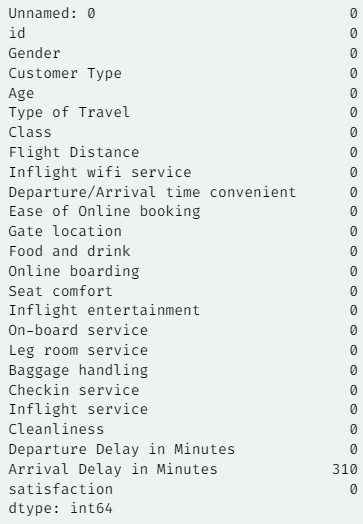 Unnamed: 0 0
id 0
Gender 0
Customer Type 0
Age 0
Type of Travel 0
Class 0
Flight Distance 0
Inflight wifi service 0
Departure/Arrival time convenient 0
Ease of Online booking 0
Gate location 0
Food and drink 0
Online boarding 0
Seat comfort 0
Inflight entertainment 0
On-board service 0
Leg room service 0
Baggage handling 0
Checkin service 0
Inflight service 0
Cleanliness 0
Departure Delay in Minutes 0
Arrival Delay in Minutes 310
satisfaction 0
dtype: int64